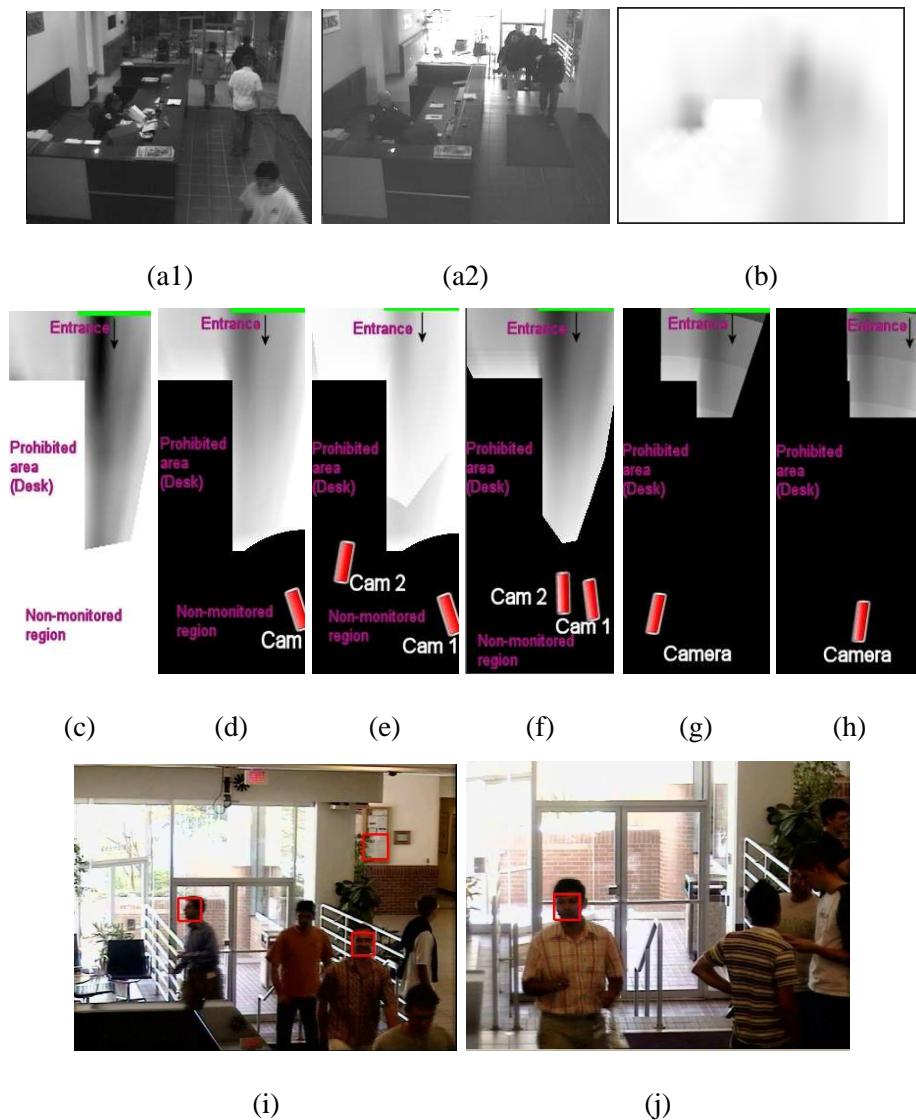 (a1) (a2) (b)
Entrance
Prohibited
area
(Desk)
Non-monitored
region
Entrance
Prohibited
area
(Desk)
Non-monitored
region
Cam
Entrance
Prohibited
area
(Desk)
Cam 2
Non-monitored
region
Cam 1
Entrance
Prohibited
area
(Desk)
Cam 2
Cam 1
Non-monitored
region
Entrance
Prohibited
area
(Desk)
Camera
Entrance
Prohibited
area
(Desk)
Camera
(c) (d) (e) (f) (g) (h)
(i) (j)